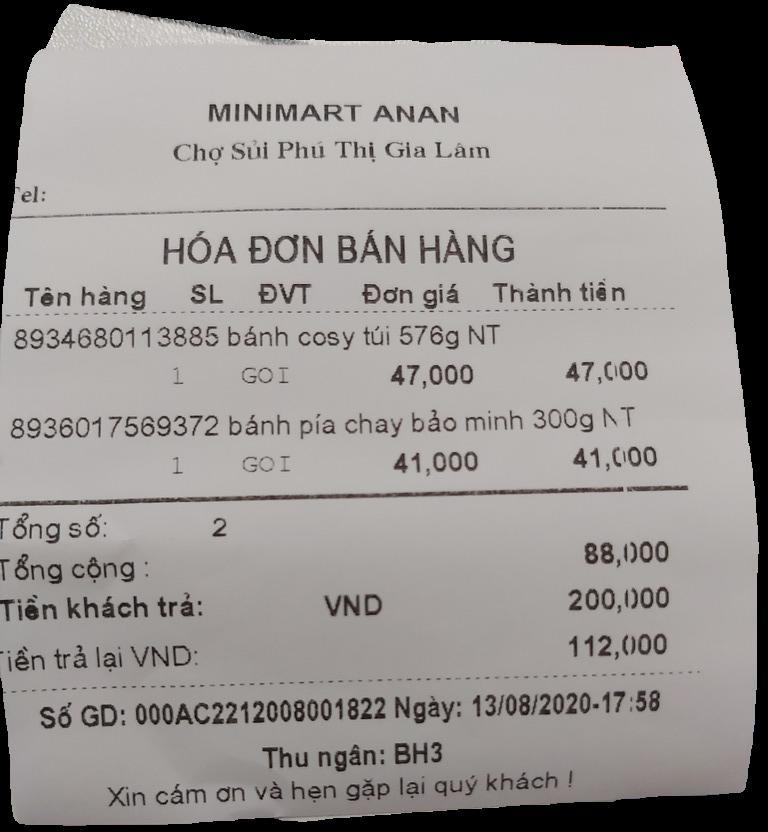 MINIMART ANAN
Chợ Sủi Phú Thị Gia Lâm
Tel:
HÓA ĐƠN BÁN HÀNG
Tên hàng SL ĐVT Đơn giá Thành tiền
8934680113885 bánh cosy túi 576g NT
1 GOI 47,000 47,000
8936017569372 bánh pía chay bảo minh 300g NT
1 GOI 41,000 41,000
Tổng số: 2
Tổng cộng : 88,000
Tiền khách trả: VND 200,000
Tiền trả lại VND: 112,000
Số GD: 000AC2212008001822 Ngày: 13/08/2020-17:58
Thu ngân: BH3
Xin cám ơn và hẹn gặp lại quý khách !